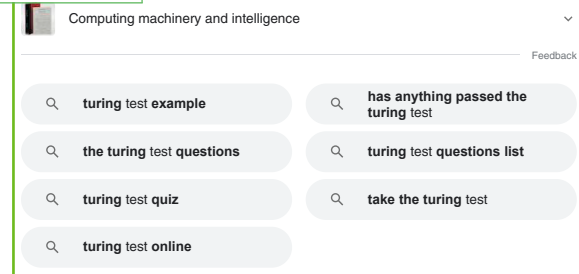 Computing machinery and intelligence
Feedback
turing test example
has anything passed the
turing test
the turing test questions
turing test questions list
turing test quiz
take the turing test
turing test online